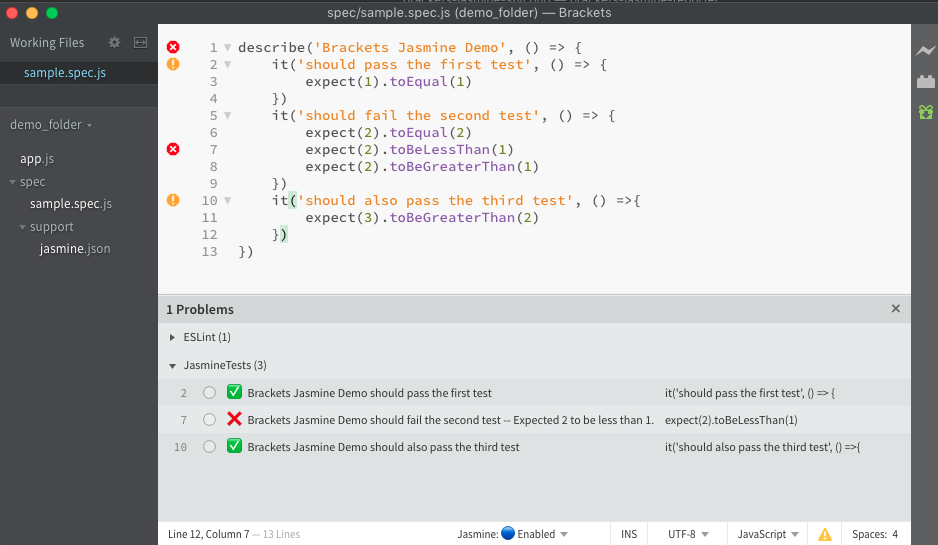 spec/sample.spec.js (demo_folder) — Brackets
Working Files
sample.spec.js
demo_folder
app.js
spec
sample.spec.js
support
jasmine.json
1 describe('Brackets Jasmine Demo', () => {
2 it('should pass the first test', () => {
3 expect(1).toEqual(1)
4 })
5 it('should fail the second test', () => {
6 expect(2).toEqual(2)
7 expect(2).toBeLessThan(1)
8 expect(2).toBeGreaterThan(1)
9 })
10 it('should also pass the third test', () =>{
11 expect(3).toBeGreaterThan(2)
12 })
13 })
1 Problems
ESLint (1)
JasmineTests (3)
2 Brackets Jasmine Demo should pass the first test it('should pass the first test', () => {
7 Brackets Jasmine Demo should fail the second test -- Expected 2 to be less than 1. expect(2).toBeLessThan(1)
10 Brackets Jasmine Demo should also pass the third test it('should also pass the third test', () =>{
Line 12, Column 7 — 13 Lines Jasmine: Enabled INS UTF-8 JavaScript Spaces: 4